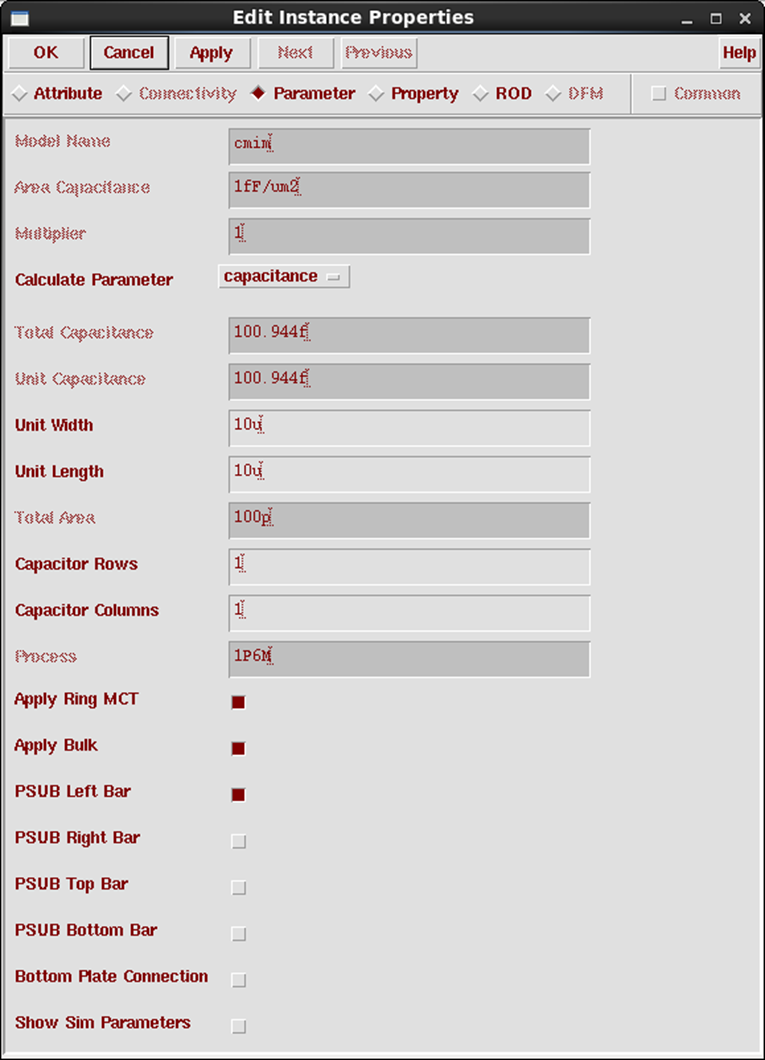 Edit Instance Properties
OK Cancel Apply Next Previous Help
Attribute Connectivity Parameter Property ROD DFM Common
Model Name cmim
Area Capacitance 1fF/um2
Multiplier 1
Calculate Parameter capacitance
Total Capacitance 100.944f
Unit Capacitance 100.944f
Unit Width 10u
Unit Length 10u
Total Area 100p
Capacitor Rows 1
Capacitor Columns 1
Process 1P6M
Apply Ring MCT
Apply Bulk
PSUB Left Bar
PSUB Right Bar
PSUB Top Bar
PSUB Bottom Bar
Bottom Plate Connection
Show Sim Parameters